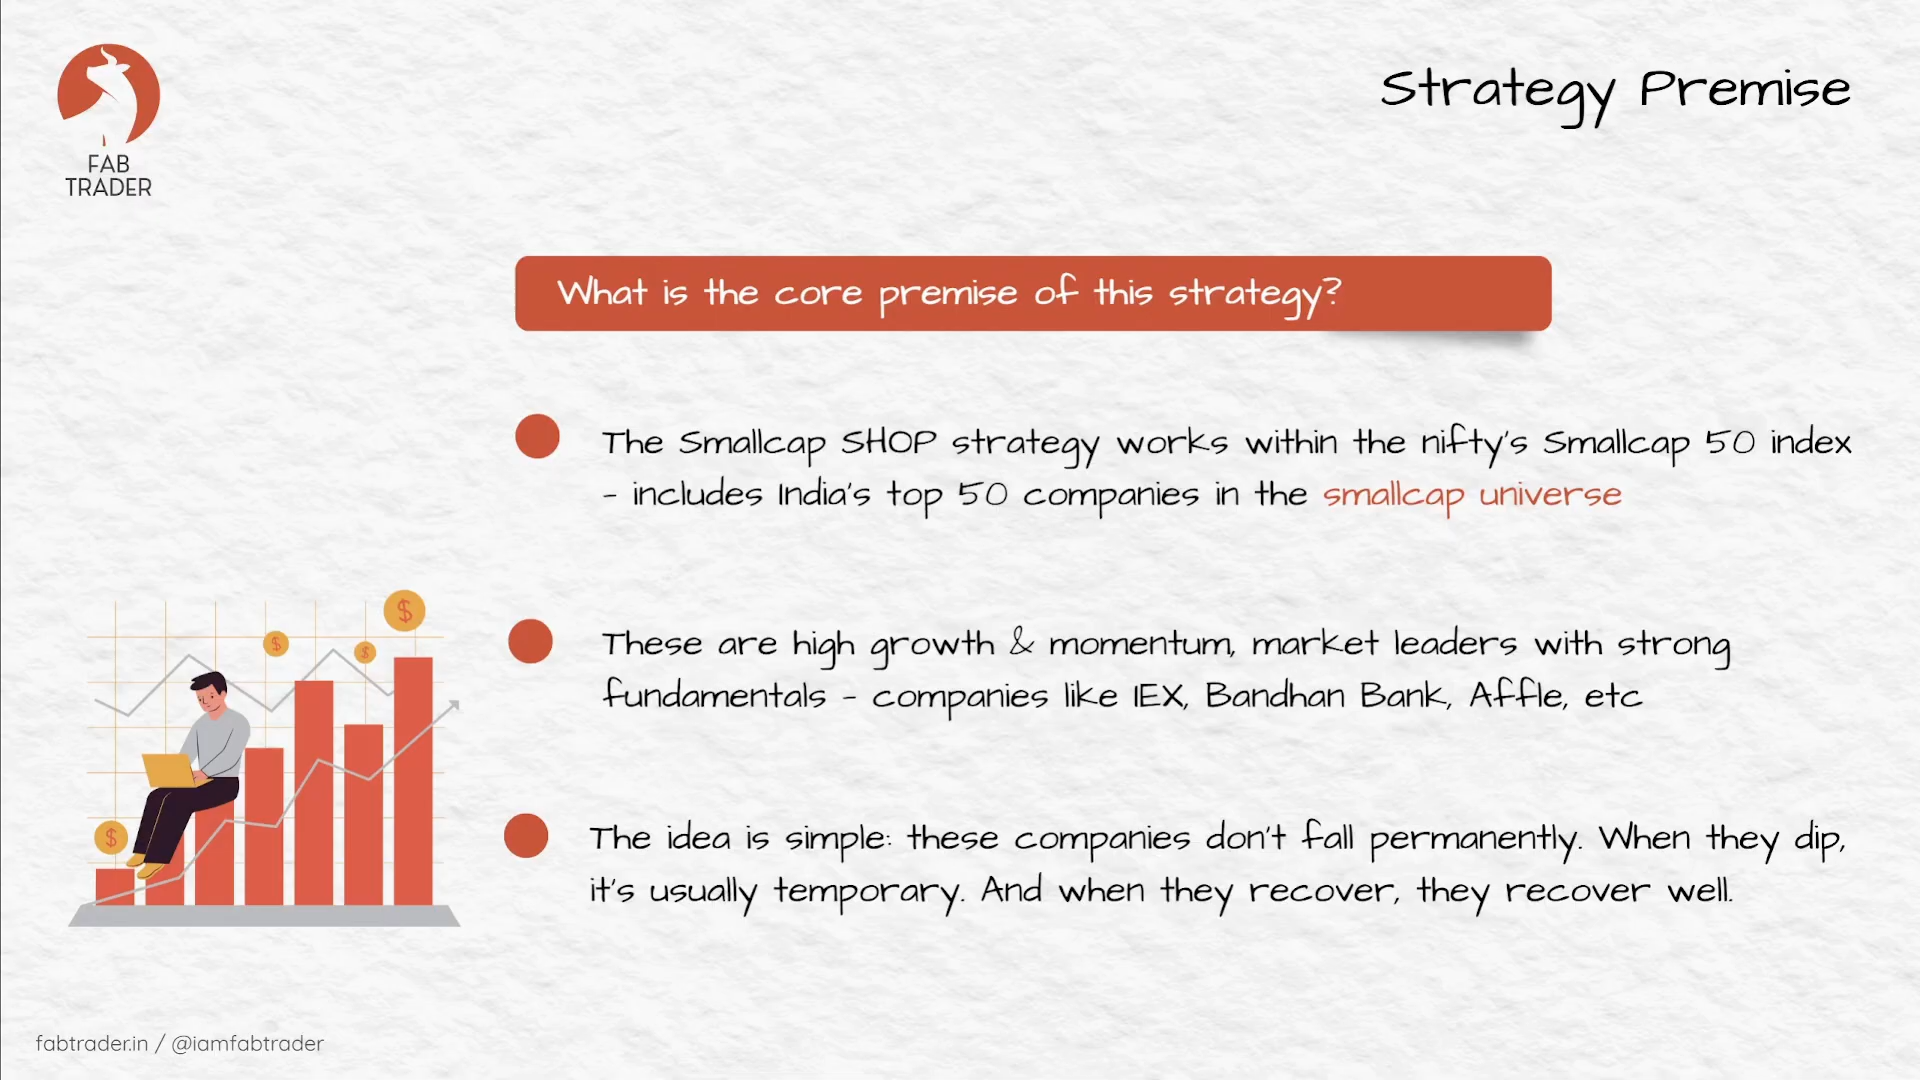 FAB
TRADER
Strategy Premise
What is the core premise of this strategy?
The Smallcap SHOP strategy works within the nifty's Smallcap 50 index
- includes India's top 50 companies in the smallcap universe
These are high growth & momentum, market leaders with strong
fundamentals - companies like IEX, Bandhan Bank, Affle, etc
The idea is simple: these companies don't fall permanently. When they dip,
it's usually temporary. And when they recover, they recover well.
$
$
$
$
fabtrader.in / @iamfabtrader